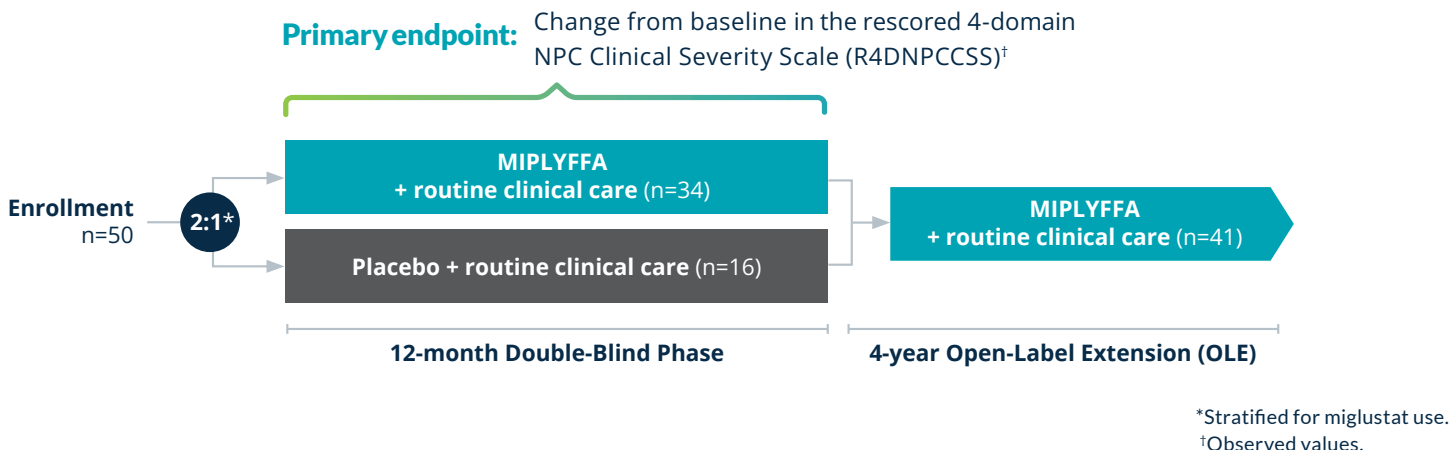 Primary endpoint:
Change from baseline in the rescored 4-domain
NPC Clinical Severity Scale (R4DNPCCSS)†
Enrollment
n=50
2:1*
MIPLYFFA
+ routine clinical care (n=34)
Placebo + routine clinical care (n=16)
MIPLYFFA
+ routine clinical care (n=41)
12-month Double-Blind Phase
4-year Open-Label Extension (OLE)
*Stratified for miglustat use.
†Observed values.